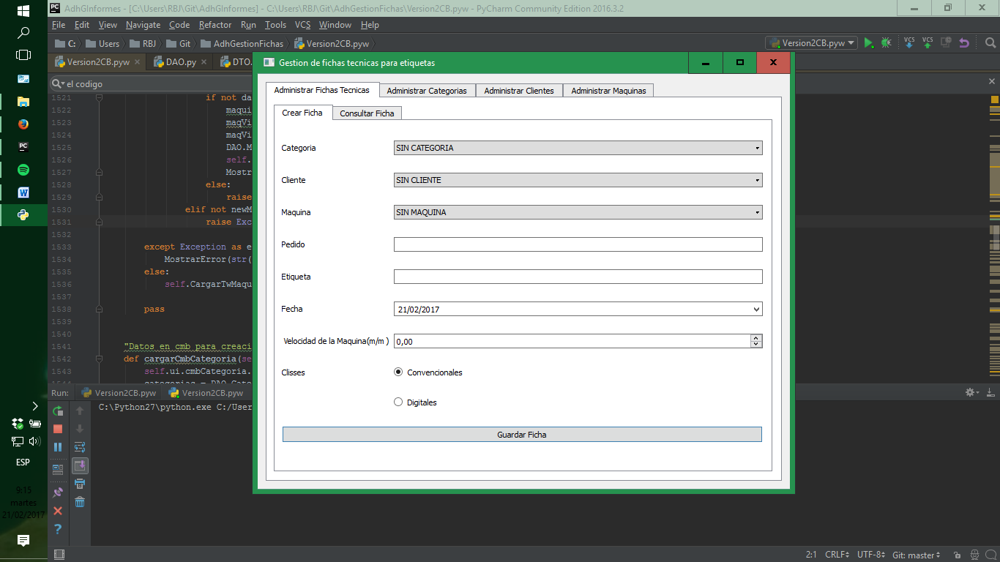 AdhGInformes - [C:\Users\RBJ\Git\AdhGInformes] - C:\Users\RBJ\Git\AdhGestionFichas\Version2CB.pyw - PyCharm Community Edition 2016.3.2
File Edit View Navigate Code Refactor Run Tools VCS Window Help
C: Users RBJ Git AdhGestionFichas Version2CB.pyw
Version2CB.pyw
VCS VCS
Version2CB.pyw DAO.py DTO.
el codigo
1521 if not da
1522 maqui
1523 maqVi
1524 maqVi
1525 DAO.M
1526 self.
1527 Mostr
1528 else:
1529 raise
1530 elif not newM
1531 raise Exc
1532
1533 except Exception as e
1534 MostrarError(str(
1535 else:
1536 self.CargarTwMaqu
1537
1538 pass
1539
1540
1541 "Datos en cmb para creaci
1542 def cargarCmbCategoria(se
1543 self.ui.cmbCategoria.
1544 categorias = DAO.Cate
Gestion de fichas tecnicas para etiquetas
Administrar Fichas Tecnicas Administrar Categorias Administrar Clientes Administrar Maquinas
Crear Ficha Consultar Ficha
Categoria SIN CATEGORIA
Cliente SIN CLIENTE
Maquina SIN MAQUINA
Pedido
Etiqueta
Fecha 21/02/2017
Velocidad de la Maquina(m/m ) 0,00
Clisses Convencionales
Digitales
Guardar Ficha
Run: Version2CB.pyw Version2CB.pyw
C:\Python27\python.exe C:/User
ESP
9:15
martes
21/02/2017
2:1 CRLF UTF-8 Git: master